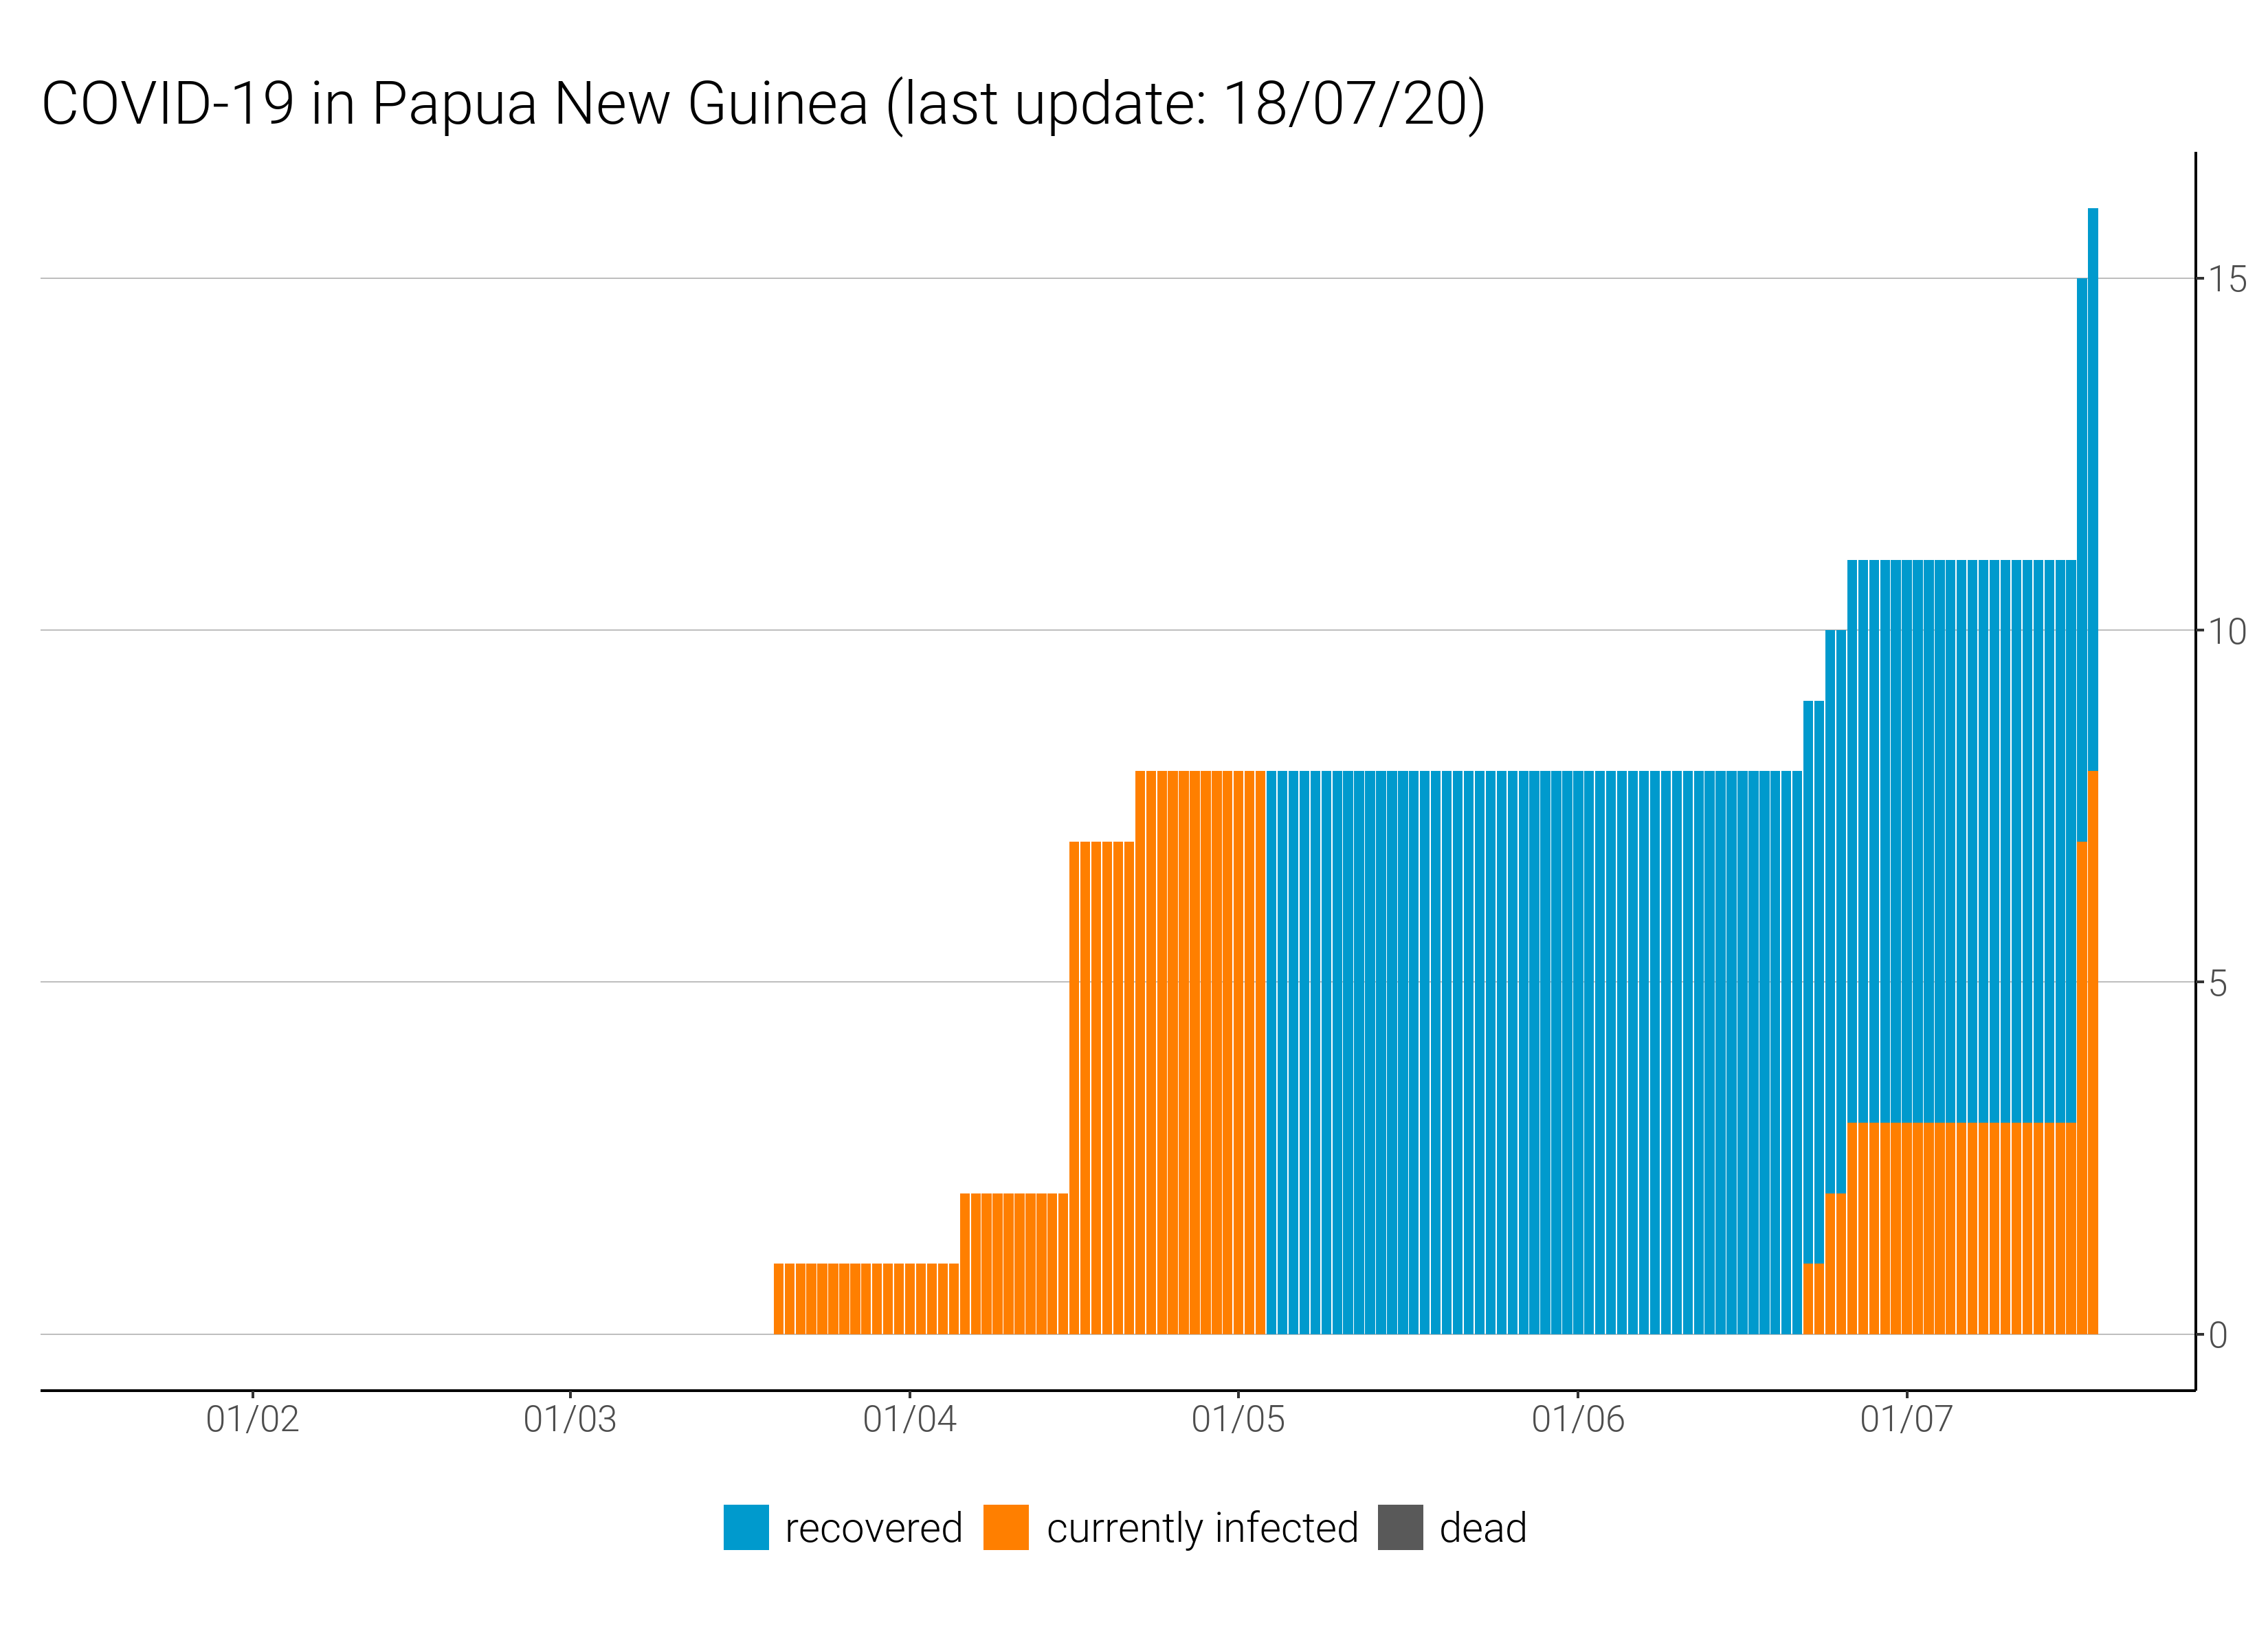 COVID-19 in Papua New Guinea (last update: 18/07/20)
15
10
5
0
01/02 01/03 01/04 01/05 01/06 01/07
recovered currently infected dead